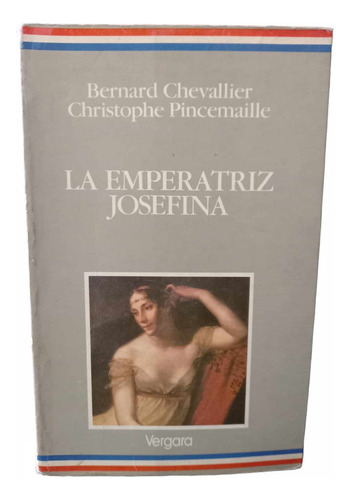 Bernard Chevallier
Christophe Pincemaille
LA EMPERATRIZ
JOSEFINA
Vergara